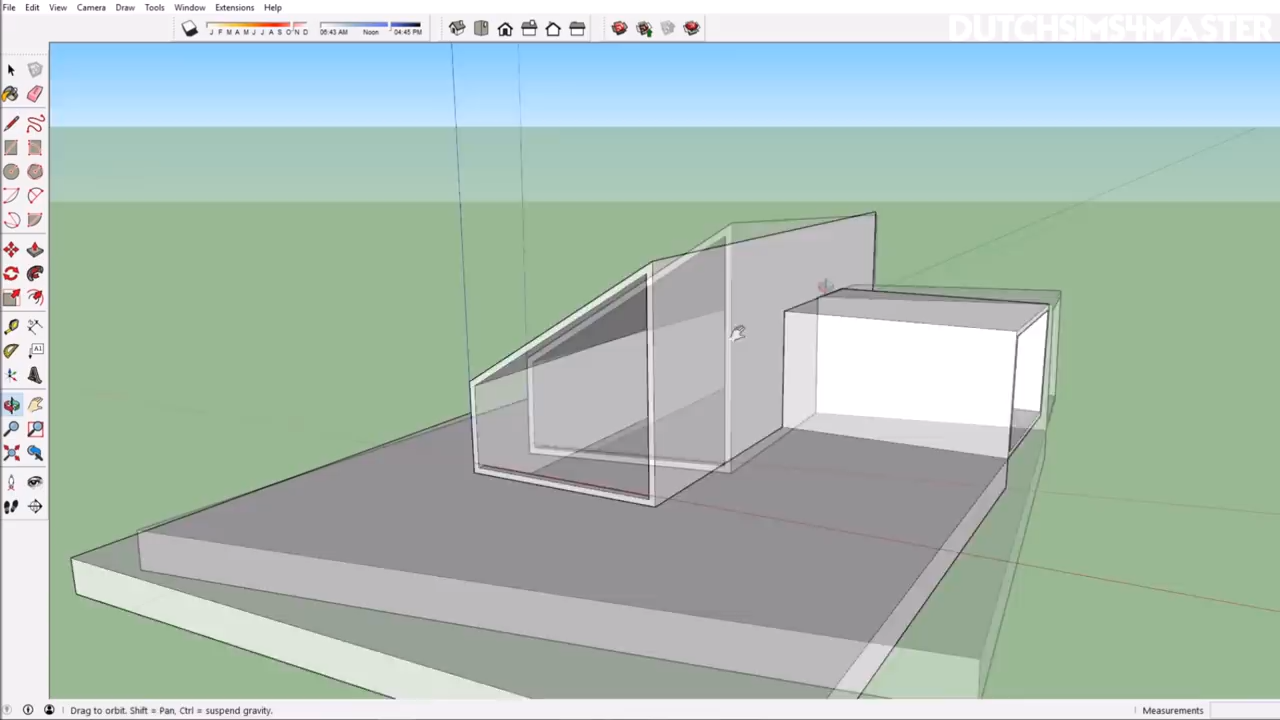 File Edit View Camera Draw Tools Window Extensions Help
DUTCHSIMS4MASTER
J F M A M J J A S O N D 06:43 AM Noon 04:45 PM
A1
Drag to orbit. Shift = Pan, Ctrl = suspend gravity.
Measurements